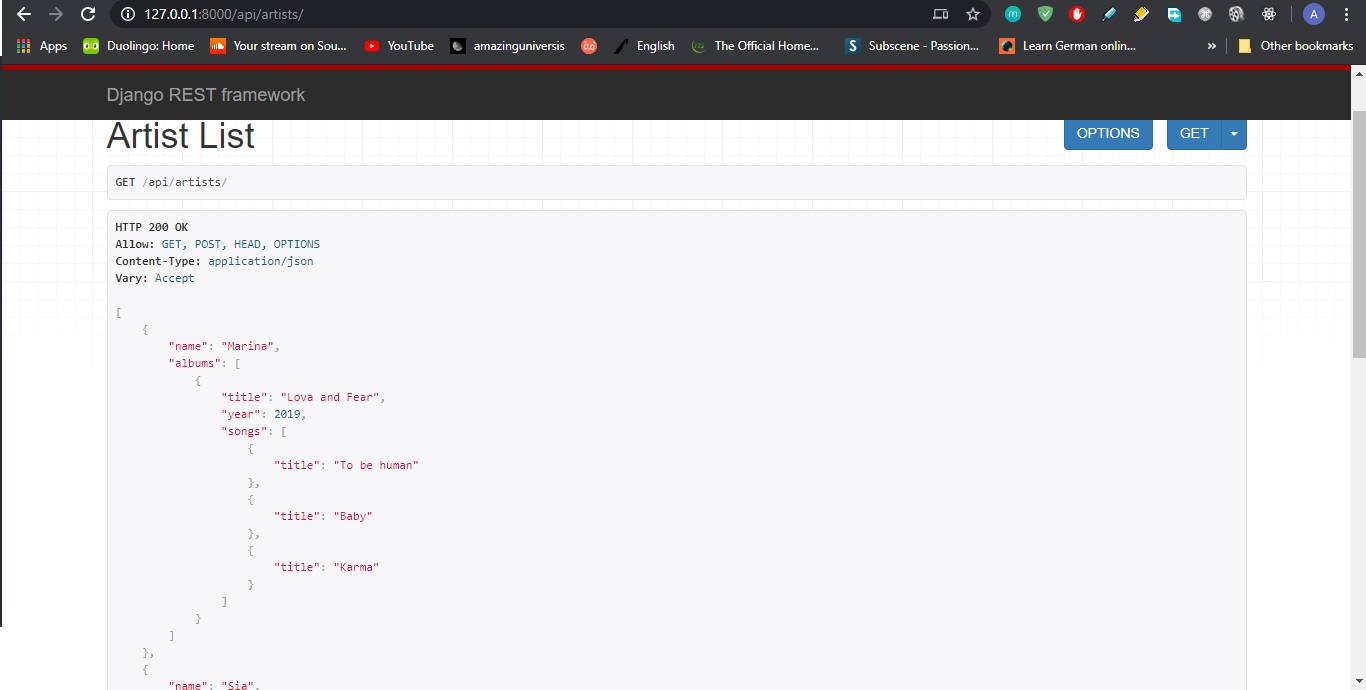 127.0.0.1:8000/api/artists/
m
A
Apps Duolingo: Home Your stream on Sou... YouTube amazinguniversis English The Official Home... S Subscene - Passion... Learn German onlin... » Other bookmarks
Django REST framework
Artist List OPTIONS GET
GET /api/artists/
HTTP 200 OK
Allow: GET, POST, HEAD, OPTIONS
Content-Type: application/json
Vary: Accept
[
{
"name": "Marina",
"albums": [
{
"title": "Lova and Fear",
"year": 2019,
"songs": [
{
"title": "To be human"
},
{
"title": "Baby"
},
{
"title": "Karma"
}
]
}
]
},
{
"name": "Sia",